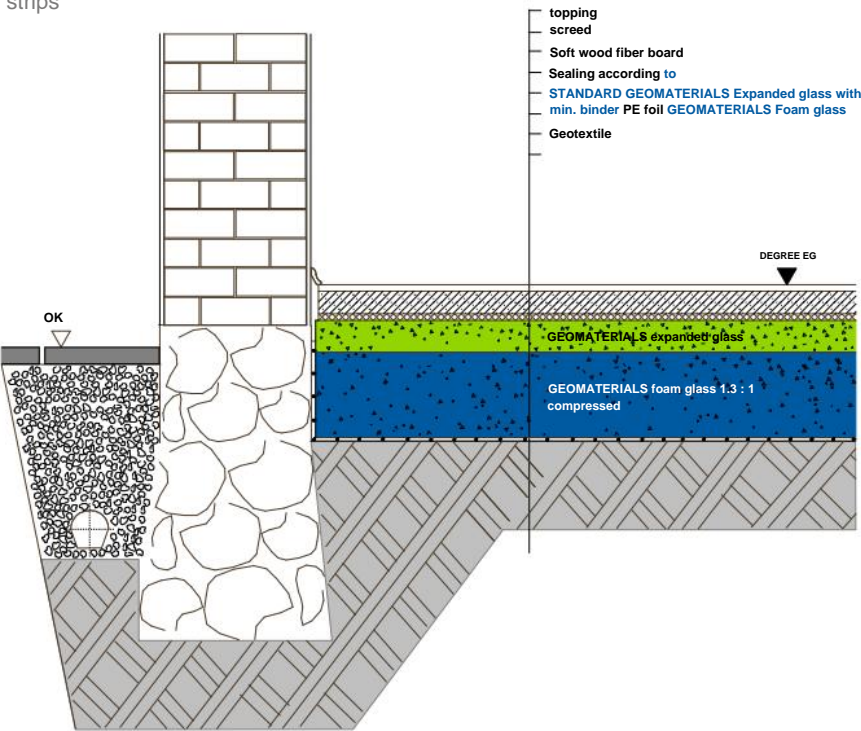 strips
topping
screed
Soft wood fiber board
Sealing according to
STANDARD GEOMATERIALS Expanded glass with
min. binder PE foil GEOMATERIALS Foam glass
Geotextile
DEGREE EG
OK
GEOMATERIALS expanded glass
GEOMATERIALS foam glass 1.3 : 1
compressed